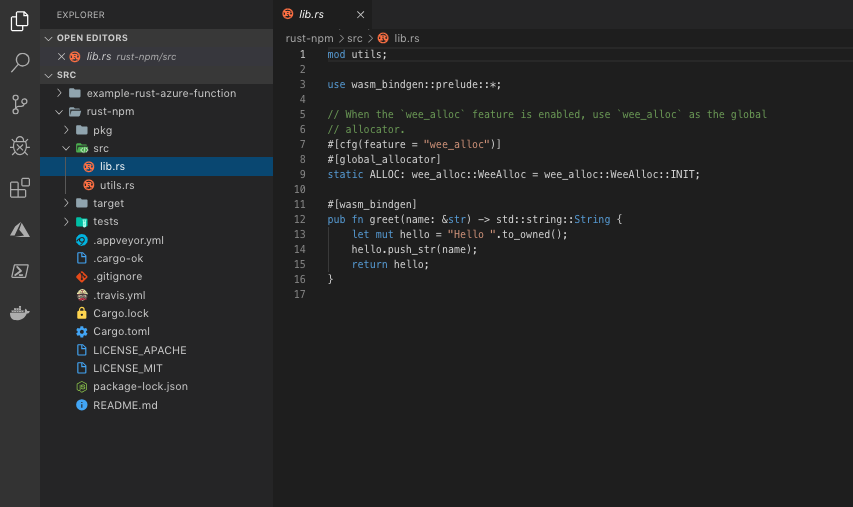 EXPLORER
OPEN EDITORS
lib.rs rust-npm/src
SRC
example-rust-azure-function
rust-npm
pkg
src
lib.rs
utils.rs
target
tests
.appveyor.yml
.cargo-ok
.gitignore
.travis.yml
Cargo.lock
Cargo.toml
LICENSE_APACHE
LICENSE_MIT
package-lock.json
README.md
lib.rs
rust-npm > src > lib.rs
1 mod utils;
2
3 use wasm_bindgen::prelude::*;
4
5 // When the `wee_alloc` feature is enabled, use `wee_alloc` as the global
6 // allocator.
7 #[cfg(feature = "wee_alloc")]
8 #[global_allocator]
9 static ALLOC: wee_alloc::WeeAlloc = wee_alloc::WeeAlloc::INIT;
10
11 #[wasm_bindgen]
12 pub fn greet(name: &str) -> std::string::String {
13     let mut hello = "Hello ".to_owned();
14     hello.push_str(name);
15     return hello;
16 }
17